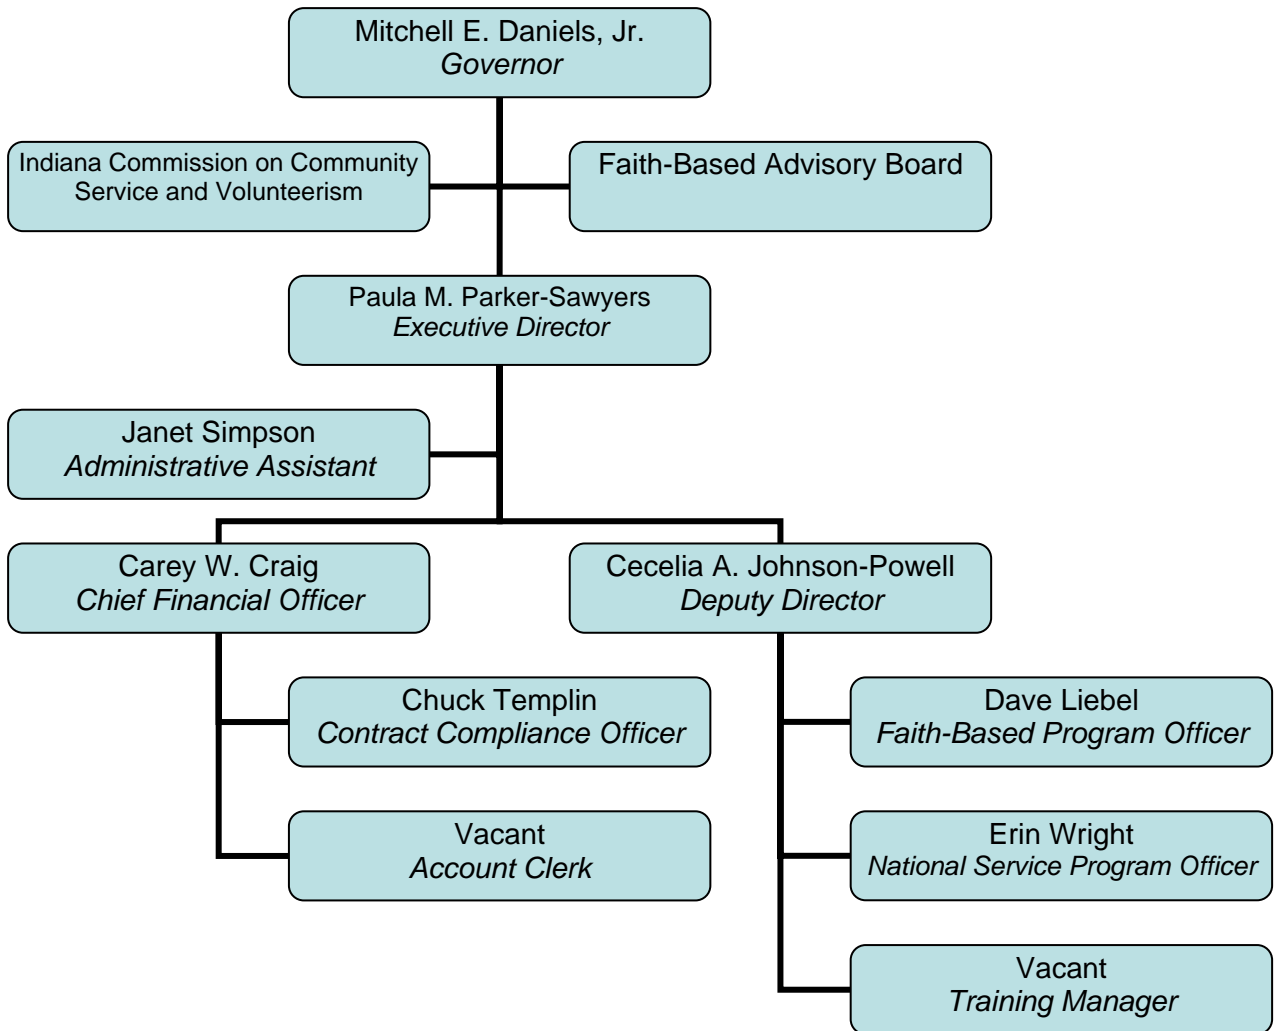 Mitchell E. Daniels, Jr.
Governor
Indiana Commission on Community
Service and Volunteerism
Faith-Based Advisory Board
Paula M. Parker-Sawyers
Executive Director
Janet Simpson
Administrative Assistant
Carey W. Craig
Chief Financial Officer
Cecelia A. Johnson-Powell
Deputy Director
Chuck Templin
Contract Compliance Officer
Dave Liebel
Faith-Based Program Officer
Vacant
Account Clerk
Erin Wright
National Service Program Officer
Vacant
Training Manager